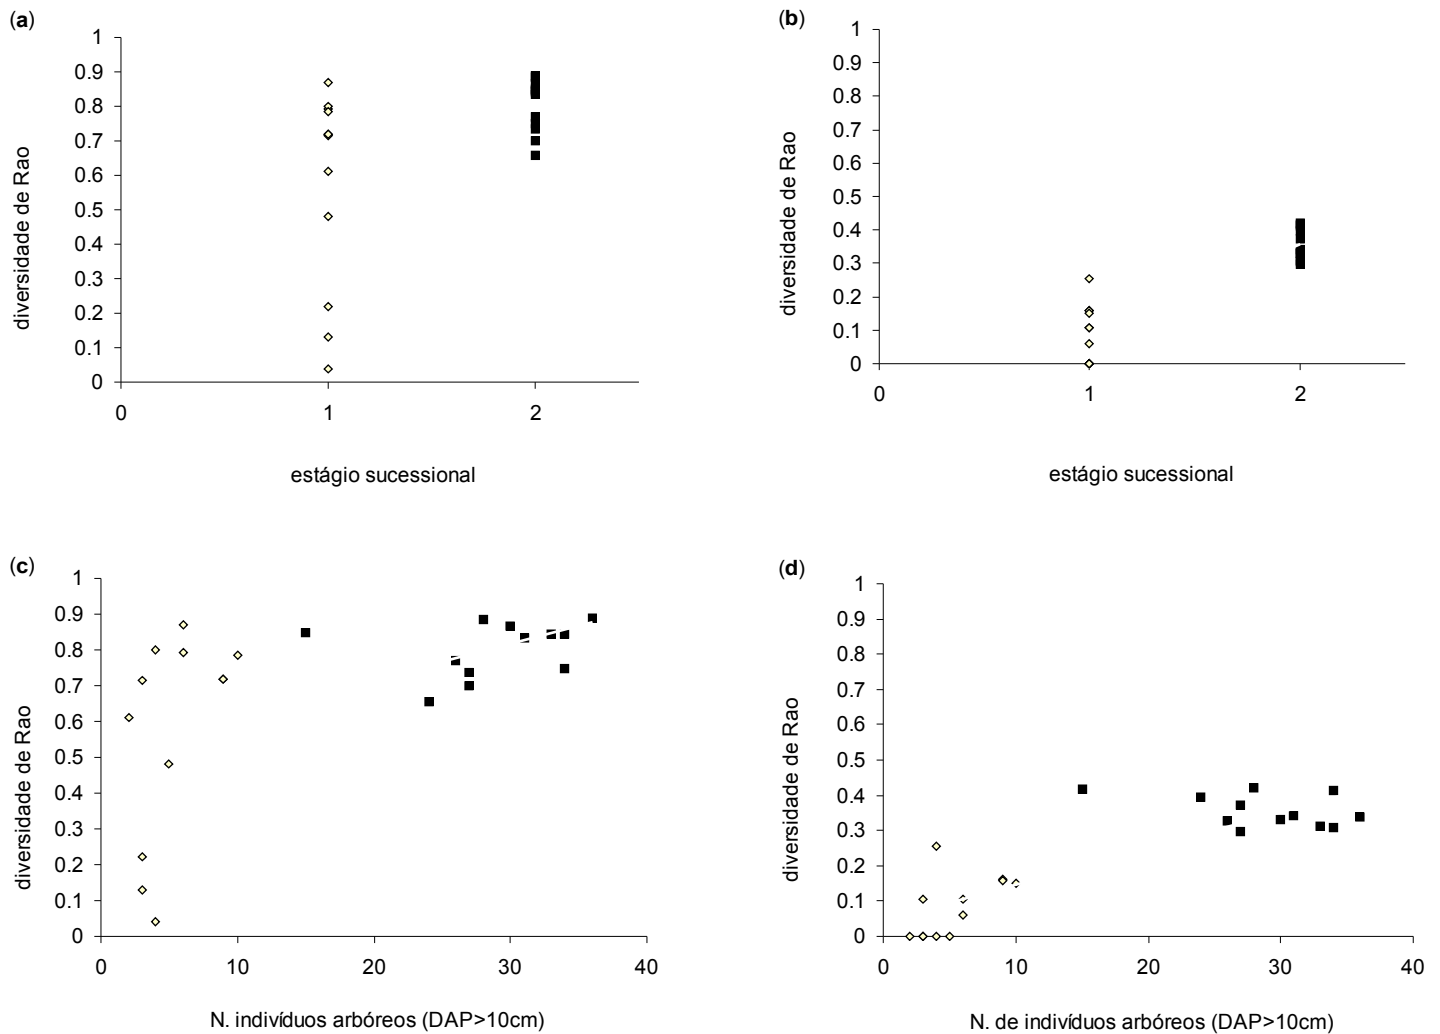 (a)
1
0.9
0.8
0.7
0.6
0.5
0.4
0.3
0.2
0.1
0
diversidade de Rao
0 1 2
estágio sucessional
(b)
1
0.9
0.8
0.7
0.6
0.5
0.4
0.3
0.2
0.1
0
diversidade de Rao
0 1 2
estágio sucessional
(c)
1
0.9
0.8
0.7
0.6
0.5
0.4
0.3
0.2
0.1
0
diversidade de Rao
0 10 20 30 40
N. indivíduos arbóreos (DAP>10cm)
(d)
1
0.9
0.8
0.7
0.6
0.5
0.4
0.3
0.2
0.1
0
diversidade de Rao
0 10 20 30 40
N. de indivíduos arbóreos (DAP>10cm)